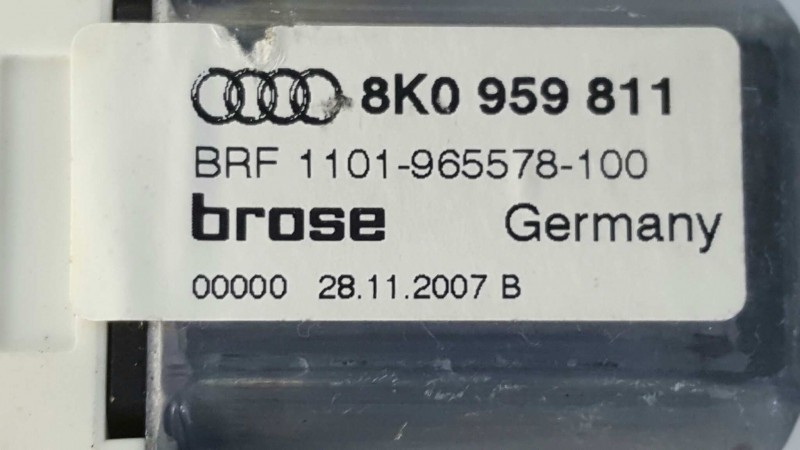 8K0 959 811
BRF 1101-965578-100
brose Germany
00000 28.11.2007 B